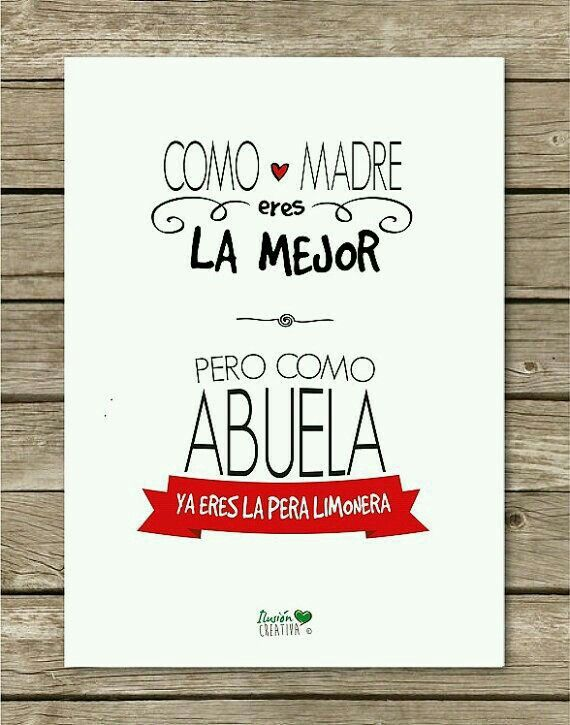 COMO MADRE
eres
LA MEJOR
PERO COMO
ABUELA
YA ERES LA PERA LIMONERA
Ilusión
CREATIVA ©